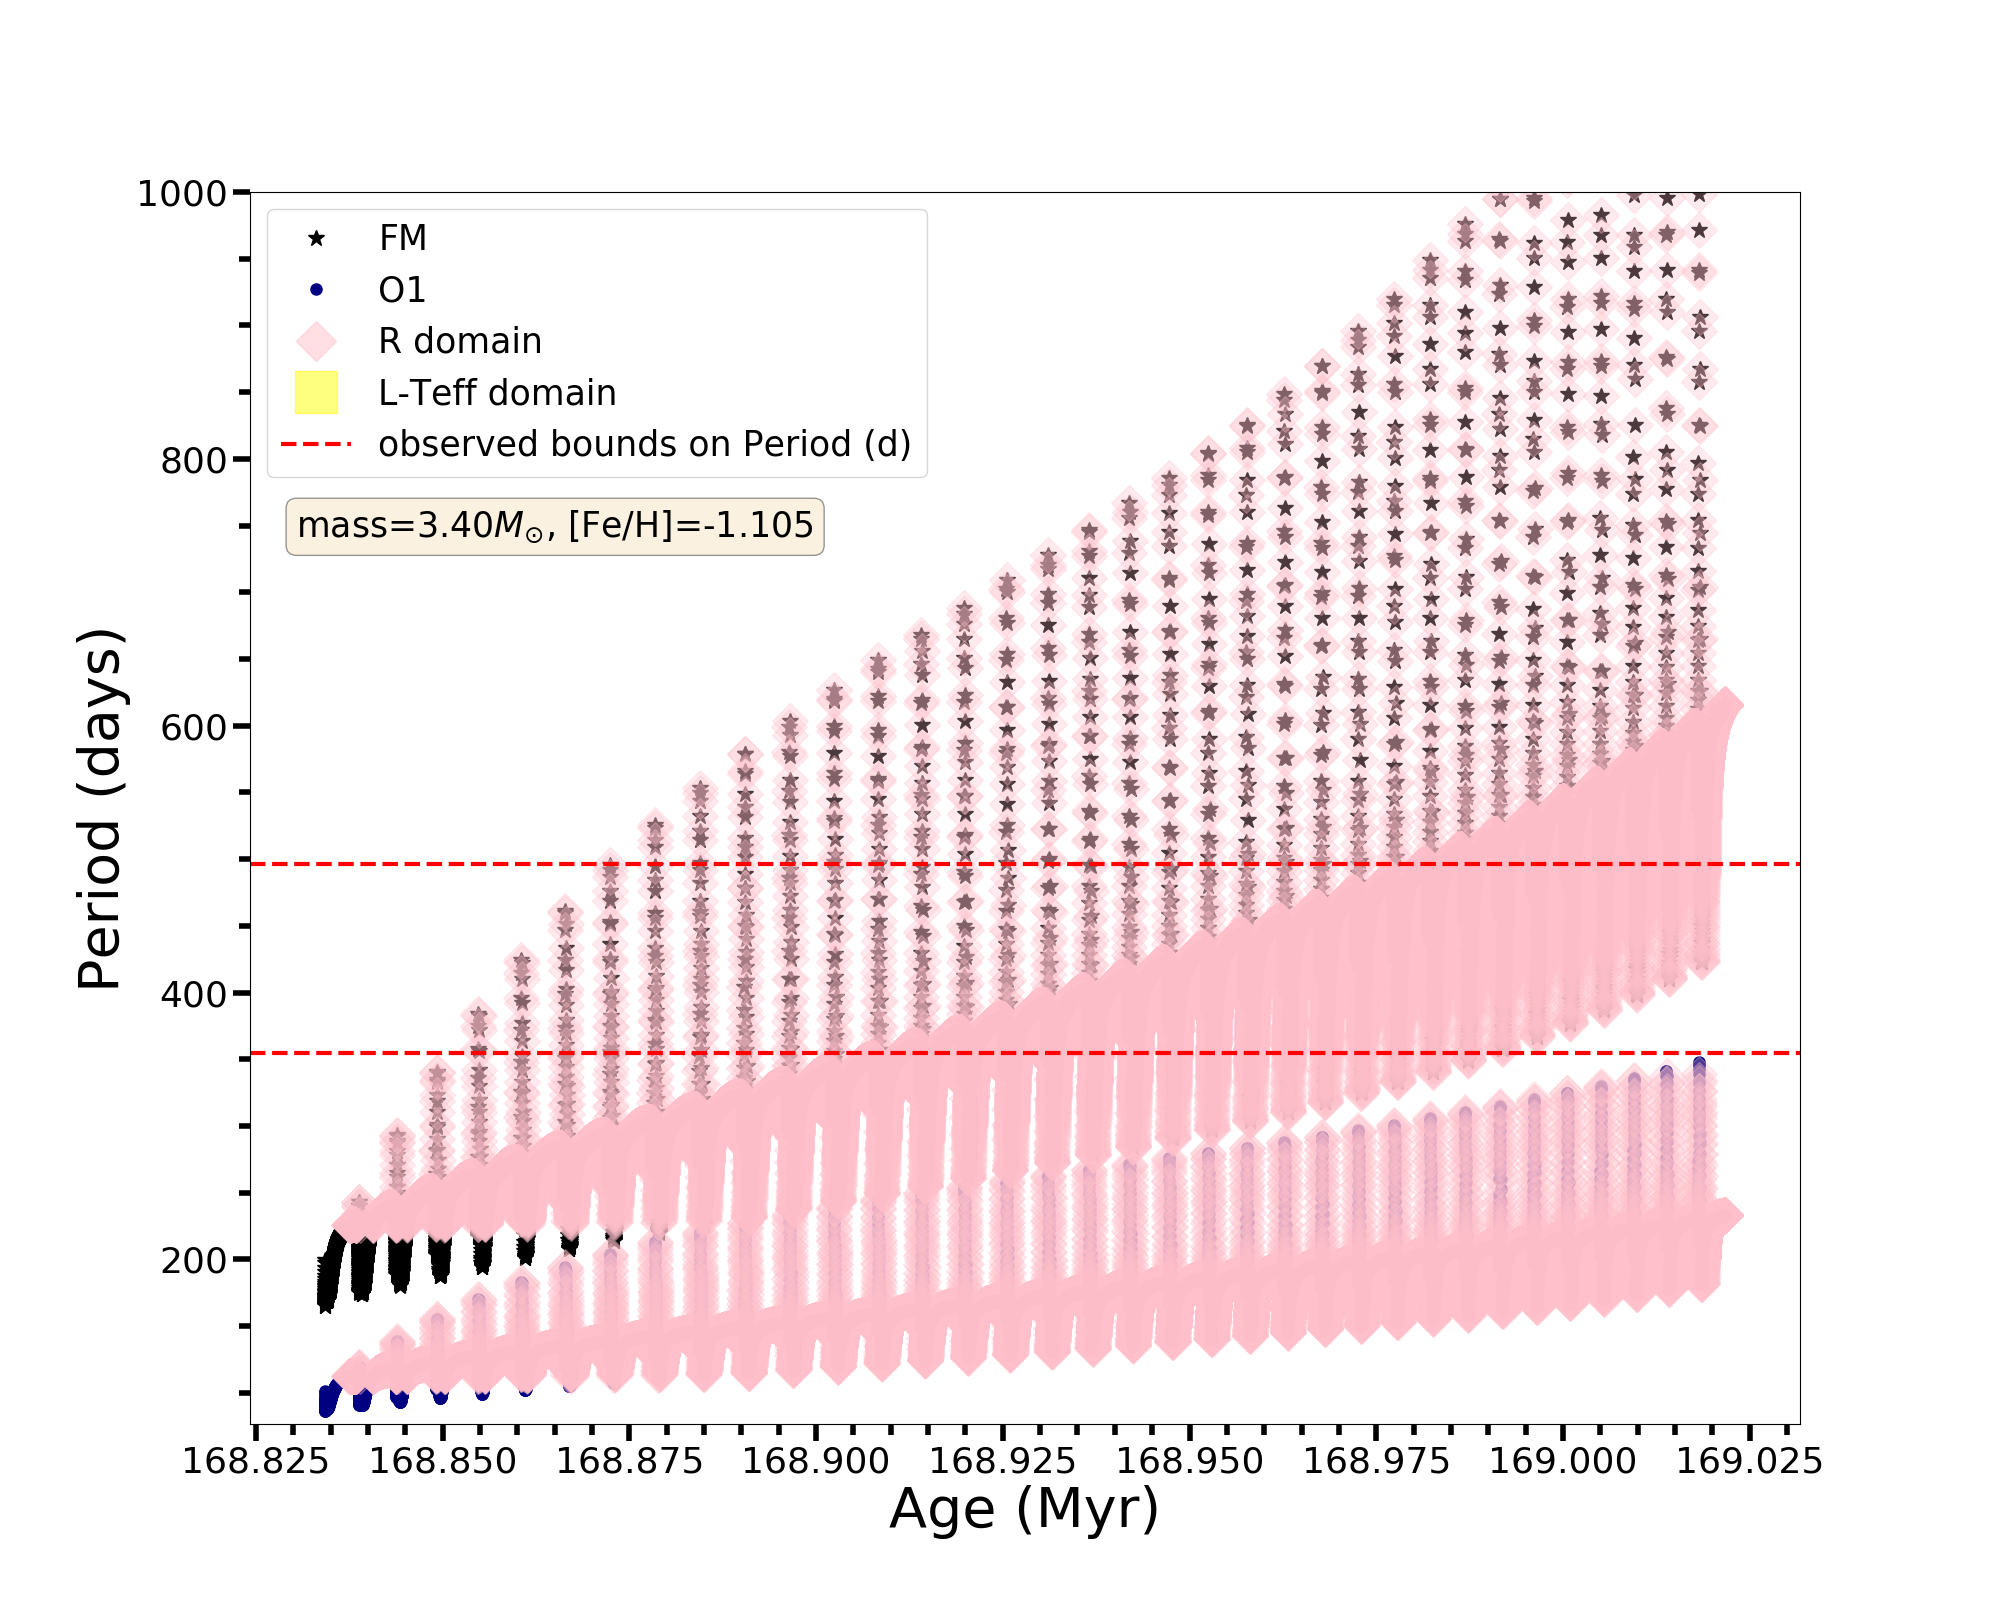 1000
800
600
400
200
Period (days)
FM
O1
R domain
L-Teff domain
observed bounds on Period (d)
mass=3.40M⊙, [Fe/H]=-1.105
168.825 168.850 168.875 168.900 168.925 168.950 168.975 169.000 169.025
Age (Myr)